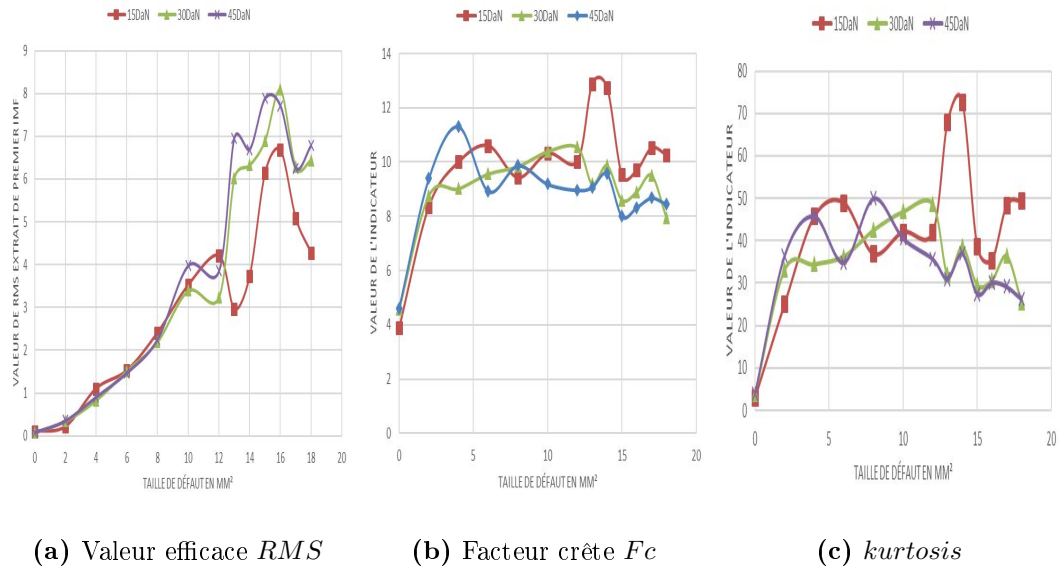 15DaN 30DaN 45DaN
VALEUR DE RMS EXTRAIT DE PREMIER IMF
9
8
7
6
5
4
3
2
1
0
0 2 4 6 8 10 12 14 16 18 20
TAILLE DE DÉFAUT EN MM²
(a) Valeur efficace RMS
15DaN 30DaN 45DaN
VALEUR DE L'INDICATEUR
14
12
10
8
6
4
2
0
0 5 10 15 20
TAILLE DE DÉFAUT EN MM²
(b) Facteur crête Fc
15DaN 30DaN 45DaN
VALEUR DE L'INDICATEUR
80
70
60
50
40
30
20
10
0
0 5 10 15 20
TAILLE DE DÉFAUT EN MM²
(c) kurtosis